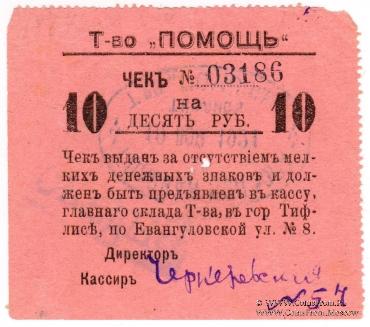 Т-во „ПОМОЩЬ“
ЧЕКЪ № 03186
на
10 ДЕСЯТЬ РУБ. 10
Чекъ выданъ за отсутствіемъ мел-
кихъ денежныхъ знаковъ и дол-
женъ быть предъявленъ въ кассу
главнаго склада Т-ва, въ гор Тиф-
лисѣ, по Евангуловской ул. № 8.
Директоръ
Кассиръ